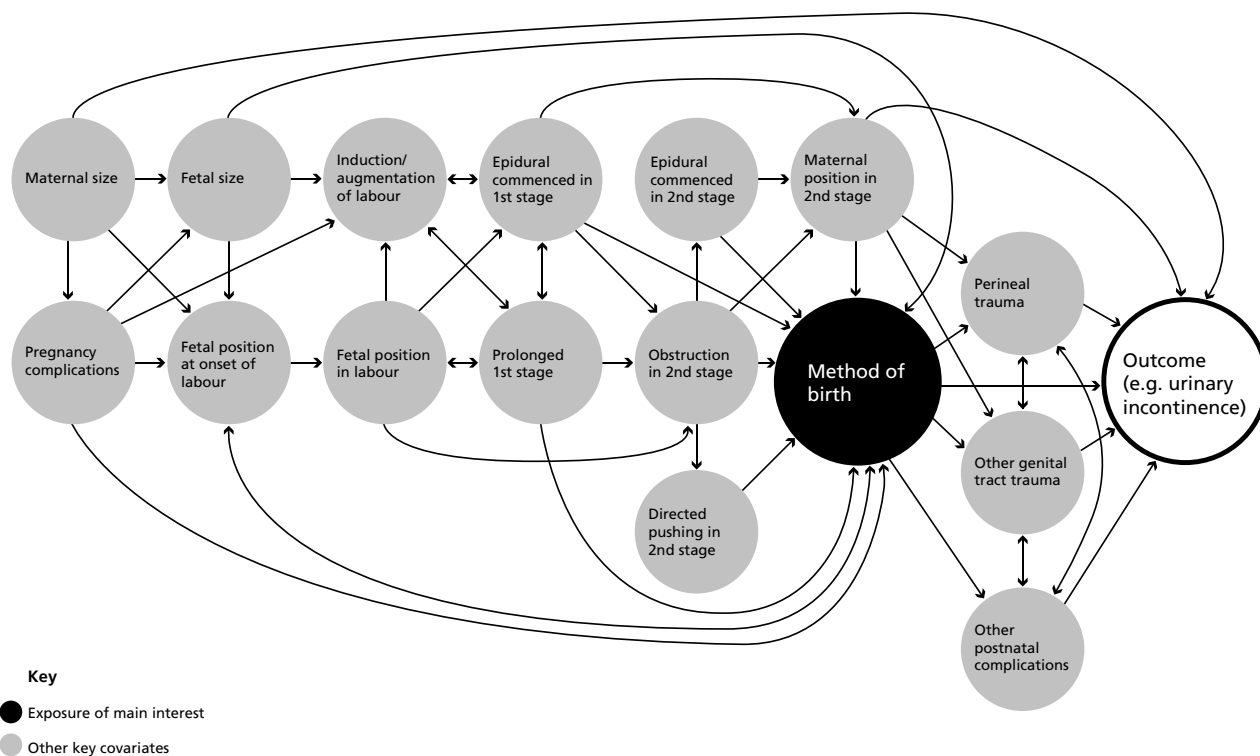 Maternal size
Fetal size
Induction/
augmentation
of labour
Epidural
commenced in
1st stage
Epidural
commenced
in 2nd stage
Maternal
position in
2nd stage
Perineal
trauma
Pregnancy
complications
Fetal position
at onset of
labour
Fetal position
in labour
Prolonged
1st stage
Obstruction
in 2nd stage
Method of
birth
Outcome
(e.g. urinary
incontinence)
Other genital
tract trauma
Directed
pushing in
2nd stage
Other
postnatal
complications
Key
Exposure of main interest
Other key covariates